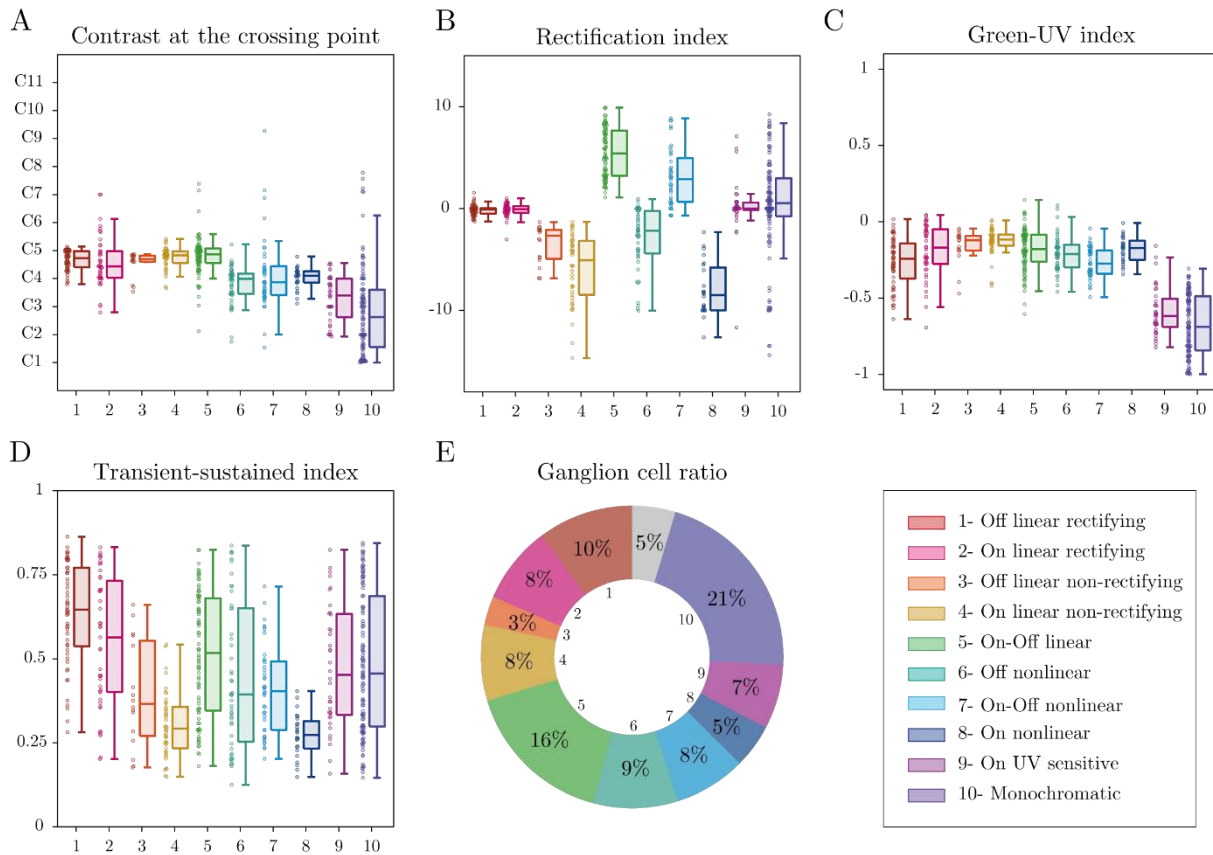 A
Contrast at the crossing point
C11
C10
C9
C8
C7
C6
C5
C4
C3
C2
C1
1 2 3 4 5 6 7 8 9 10
B
Rectification index
10
0
-10
1 2 3 4 5 6 7 8 9 10
C
Green-UV index
1
0.5
0
-0.5
-1
1 2 3 4 5 6 7 8 9 10
D
Transient-sustained index
1
0.75
0.5
0.25
0
1 2 3 4 5 6 7 8 9 10
E
Ganglion cell ratio
5%
21%
7%
5%
8%
9%
16%
8%
3%
8%
10%
1
2
3
4
5
6
7
8
9
10
1- Off linear rectifying
2- On linear rectifying
3- Off linear non-rectifying
4- On linear non-rectifying
5- On-Off linear
6- Off nonlinear
7- On-Off nonlinear
8- On nonlinear
9- On UV sensitive
10- Monochromatic